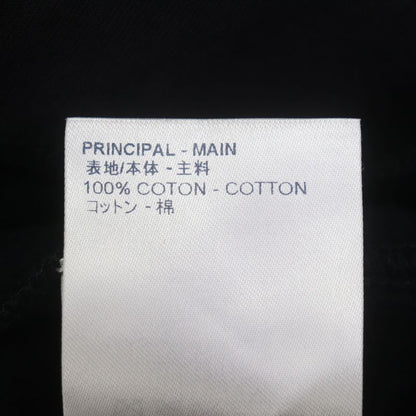 PRINCIPAL - MAIN
表地/本体 - 主料
100% COTON - COTTON
コットン - 棉